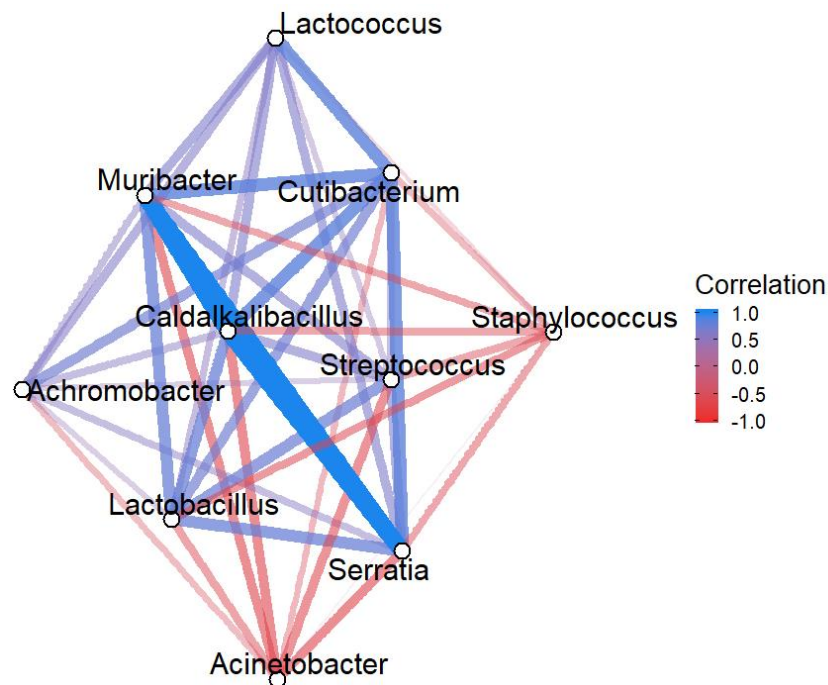 Lactococcus
Muribacter
Cutibacterium
Correlation
1.0
0.5
0.0
-0.5
-1.0
Caldalkalibacillus
Staphylococcus
Streptococcus
Achromobacter
Lactobacillus
Serratia
Acinetobacter